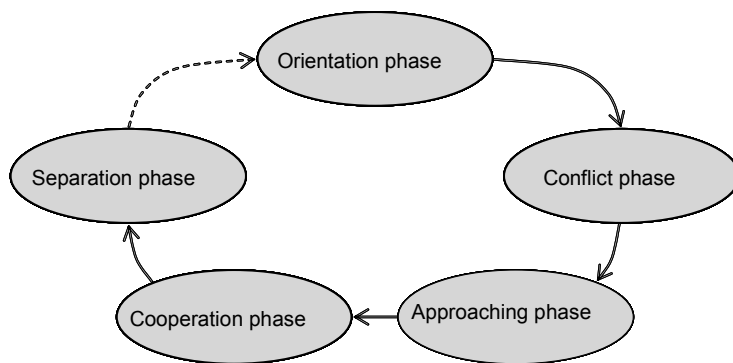 Orientation phase
Conflict phase
Approaching phase
Cooperation phase
Separation phase